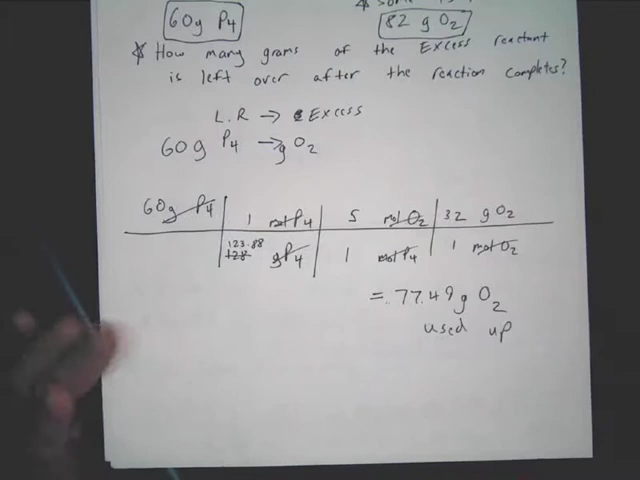 60g P4 82 g O2
* How many grams of the Excess reactant
is left over after the reaction completes?
L.R → Excess
60g P4 → g O2
60g P4 | 1 mol P4 | 5 mol O2 | 32 g O2
123.88 128 g P4 | 1 mol P4 | 1 mol O2
= 77.49g O2
used up